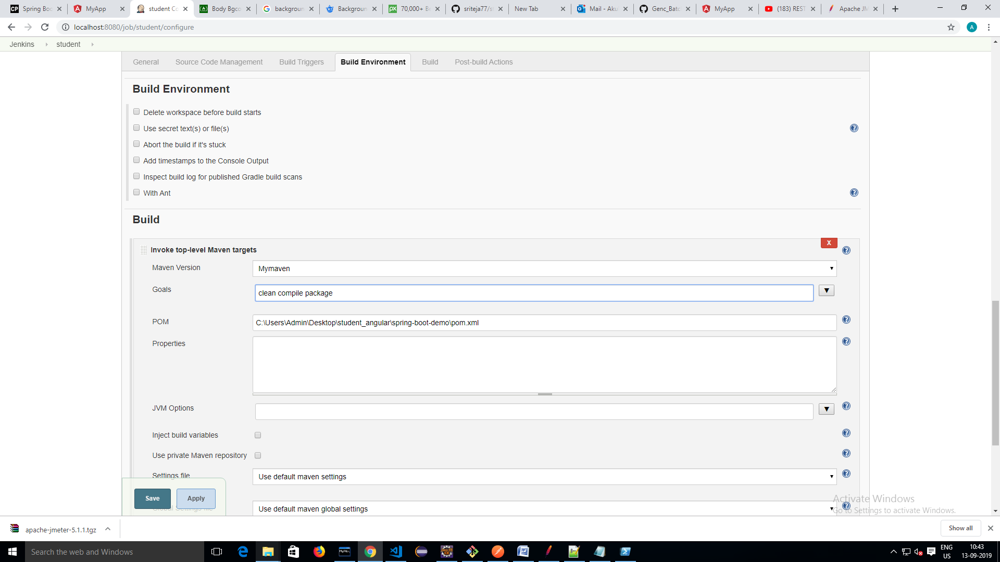 Spring Boo
MyApp
student Co
Body Bgco
backgroun
Backgroun
70,000+ B
sriteja77/s
New Tab
Mail - Aku
Genc_Batc
MyApp
(183) REST
Apache JM
localhost:8080/job/student/configure
A
Jenkins
student
General
Source Code Management
Build Triggers
Build Environment
Build
Post-build Actions
Build Environment
Delete workspace before build starts
Use secret text(s) or file(s)
Abort the build if it's stuck
Add timestamps to the Console Output
Inspect build log for published Gradle build scans
With Ant
Build
X
Invoke top-level Maven targets
Maven Version
Mymaven
Goals
clean compile package
POM
C:\Users\Admin\Desktop\student_angular\spring-boot-demo\pom.xml
Properties
JVM Options
Inject build variables
Use private Maven repository
Settings file
Use default maven settings
Save
Apply
Global Settings file
Use default maven global settings
Activate Windows
Go to Settings to activate Windows.
apache-jmeter-5.1.1.tgz
Show all
Search the web and Windows
ENG
US
10:43
13-09-2019